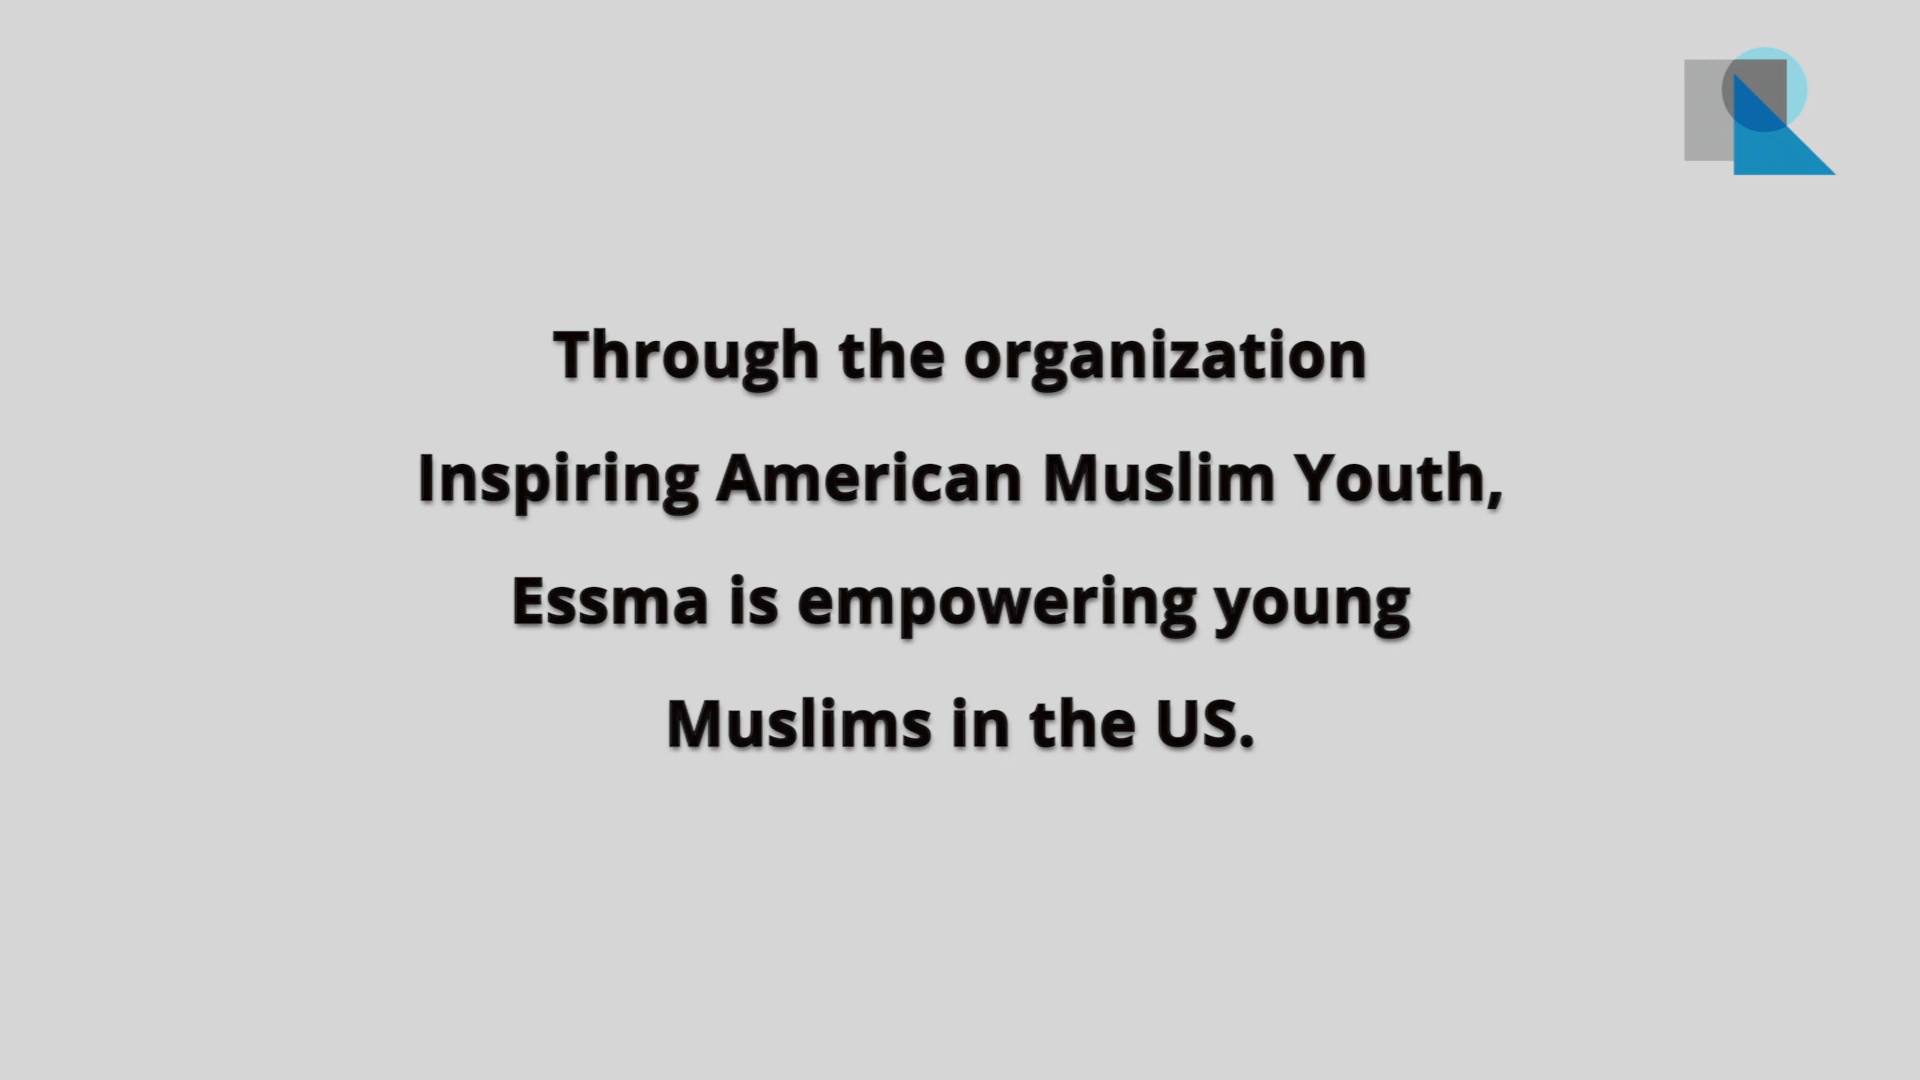 Through the organization
Inspiring American Muslim Youth,
Essma is empowering young
Muslims in the US.